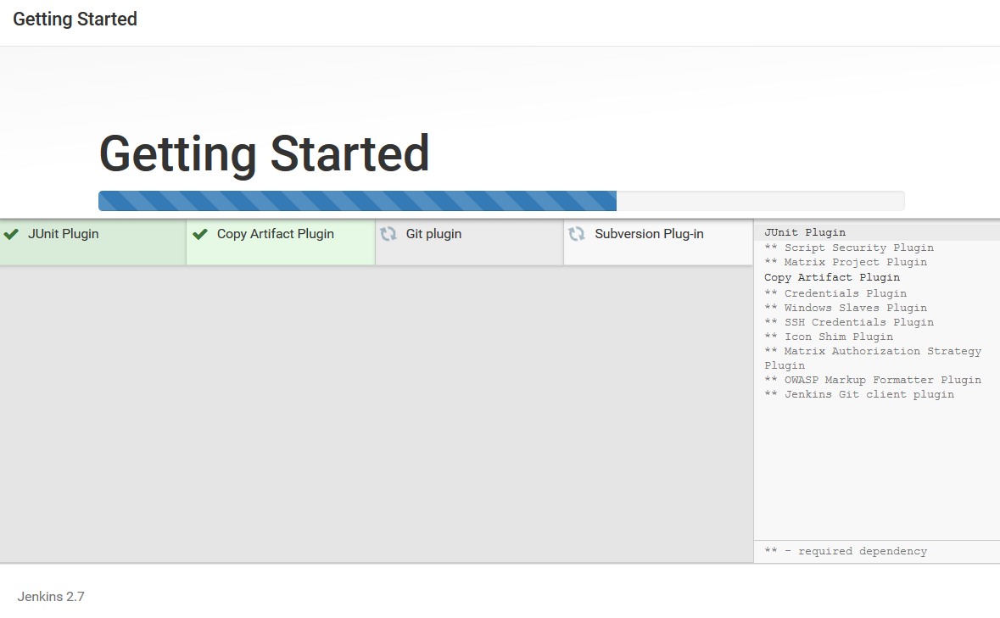 Getting Started
Getting Started
JUnit Plugin
Copy Artifact Plugin
Git plugin
Subversion Plug-in
JUnit Plugin
** Script Security Plugin
** Matrix Project Plugin
Copy Artifact Plugin
** Credentials Plugin
** Windows Slaves Plugin
** SSH Credentials Plugin
** Icon Shim Plugin
** Matrix Authorization Strategy
Plugin
** OWASP Markup Formatter Plugin
** Jenkins Git client plugin
** - required dependency
Jenkins 2.7